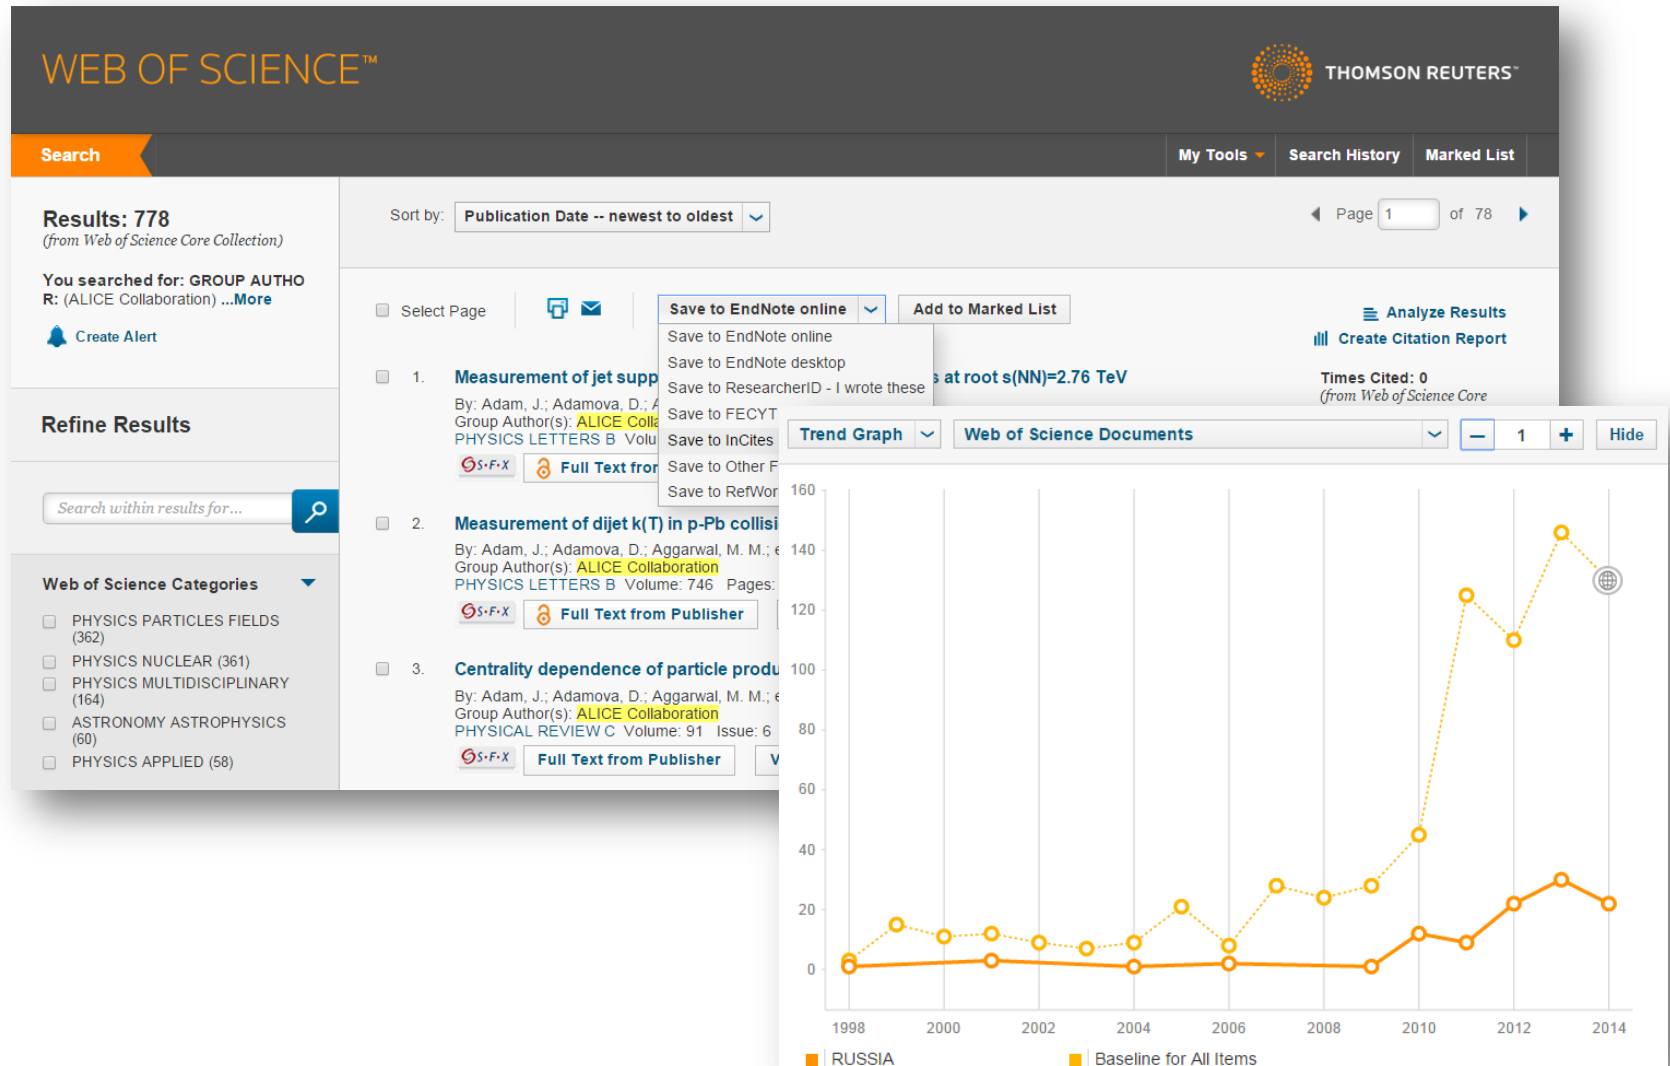 WEB OF SCIENCE™
THOMSON REUTERS™
Search
My Tools
Search History
Marked List
Results: 778
(from Web of Science Core Collection)
You searched for: GROUP AUTHO
R: (ALICE Collaboration) ...More
Create Alert
Sort by:
Publication Date -- newest to oldest
Page 1 of 78
Select Page
Save to EndNote online
Add to Marked List
Save to EndNote online
Save to EndNote desktop
Save to ResearcherID - I wrote these
Save to FECYT
Save to InCites
Save to Other F
Save to RefWor
Analyze Results
Create Citation Report
1.
Measurement of jet supp
s at root s(NN)=2.76 TeV
By: Adam, J.; Adamova, D.; A
Group Author(s): ALICE Colla
PHYSICS LETTERS B Volu
S·F·X
Full Text fror
Times Cited: 0
(from Web of Science Core
Refine Results
Search within results for...
2.
Measurement of dijet k(T) in p-Pb collisi
By: Adam, J.; Adamova, D.; Aggarwal, M. M.; e
Group Author(s): ALICE Collaboration
PHYSICS LETTERS B Volume: 746 Pages:
S·F·X
Full Text from Publisher
Web of Science Categories
PHYSICS PARTICLES FIELDS
(362)
PHYSICS NUCLEAR (361)
PHYSICS MULTIDISCIPLINARY
(164)
ASTRONOMY ASTROPHYSICS
(60)
PHYSICS APPLIED (58)
3.
Centrality dependence of particle produ
By: Adam, J.; Adamova, D.; Aggarwal, M. M.; e
Group Author(s): ALICE Collaboration
PHYSICAL REVIEW C Volume: 91 Issue: 6
S·F·X
Full Text from Publisher
V
Trend Graph
Web of Science Documents
1
Hide
160
140
120
100
80
60
40
20
0
1998 2000 2002 2004 2006 2008 2010 2012 2014
RUSSIA
Baseline for All Items